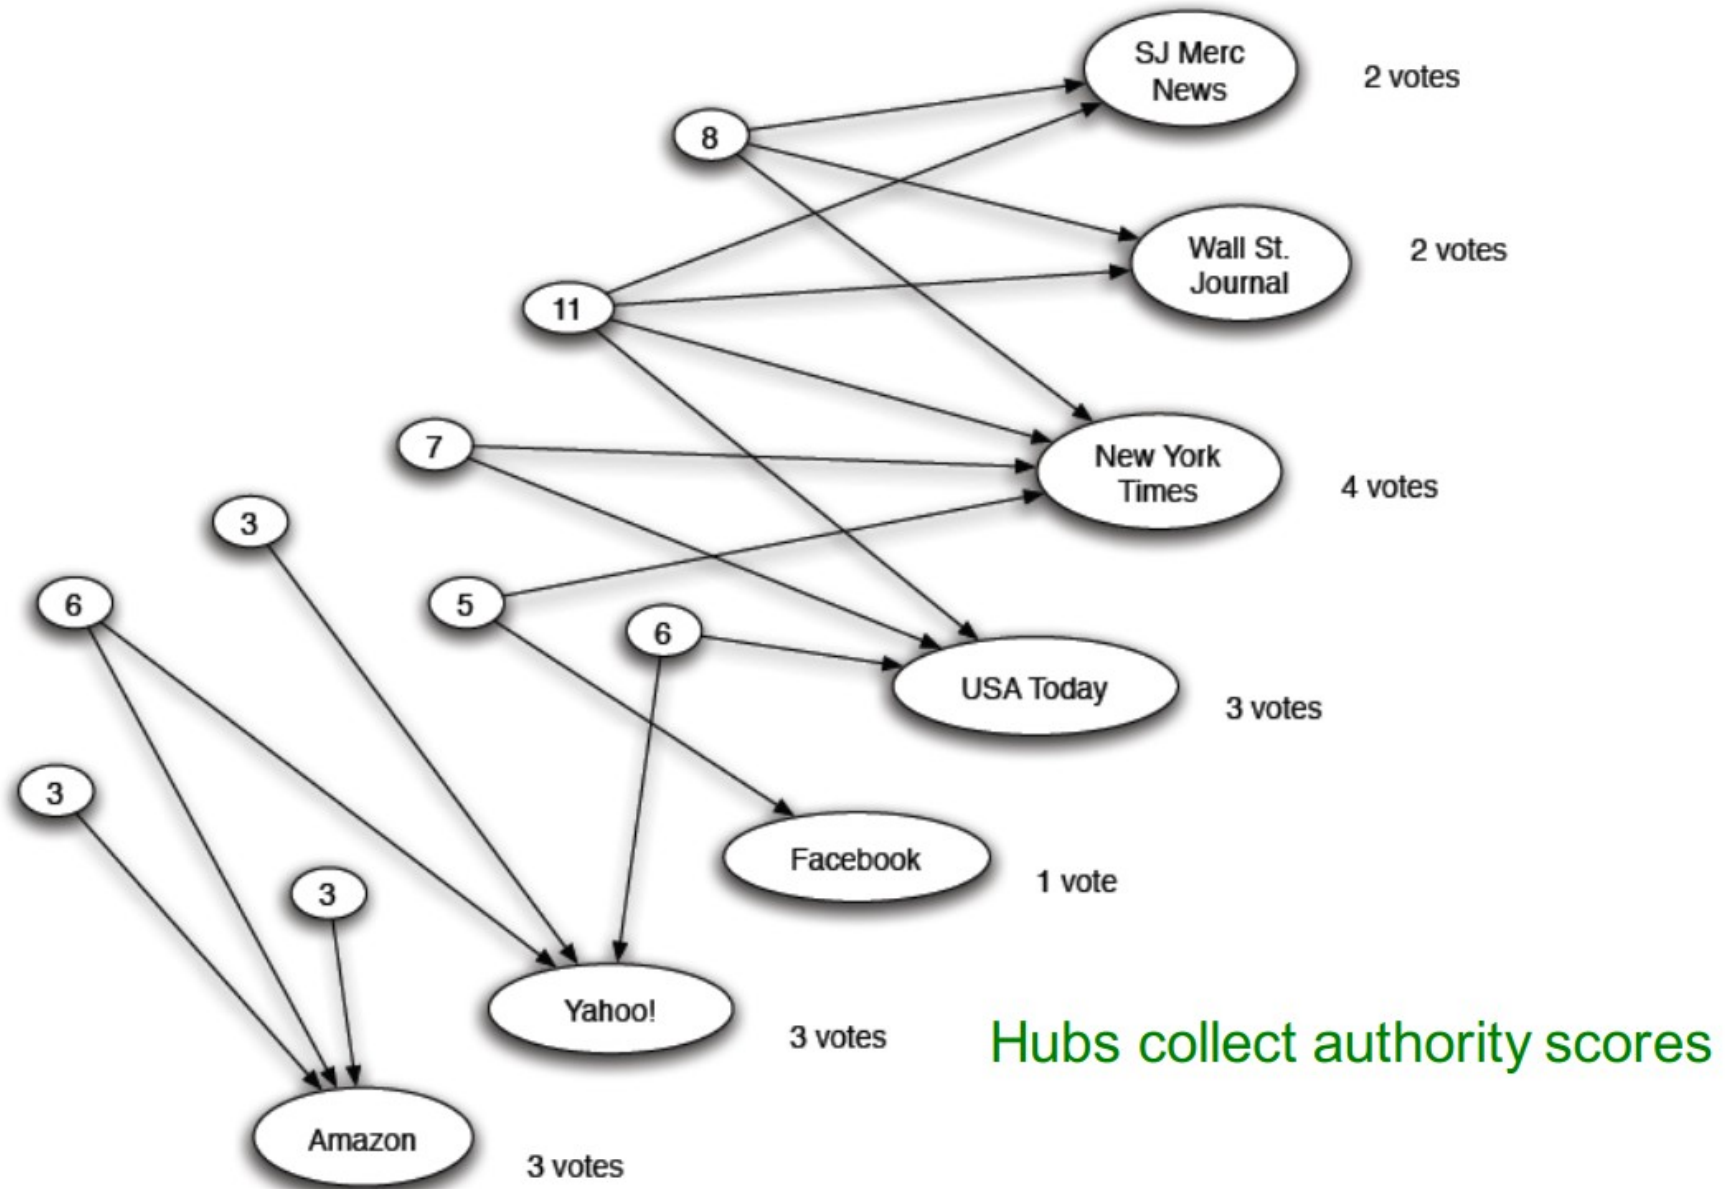 SJ Merc
News
2 votes
8
Wall St.
Journal
2 votes
11
7
New York
Times
4 votes
3
6
5
6
USA Today
3 votes
3
Facebook
1 vote
3
Yahoo!
3 votes
Hubs collect authority scores
Amazon
3 votes